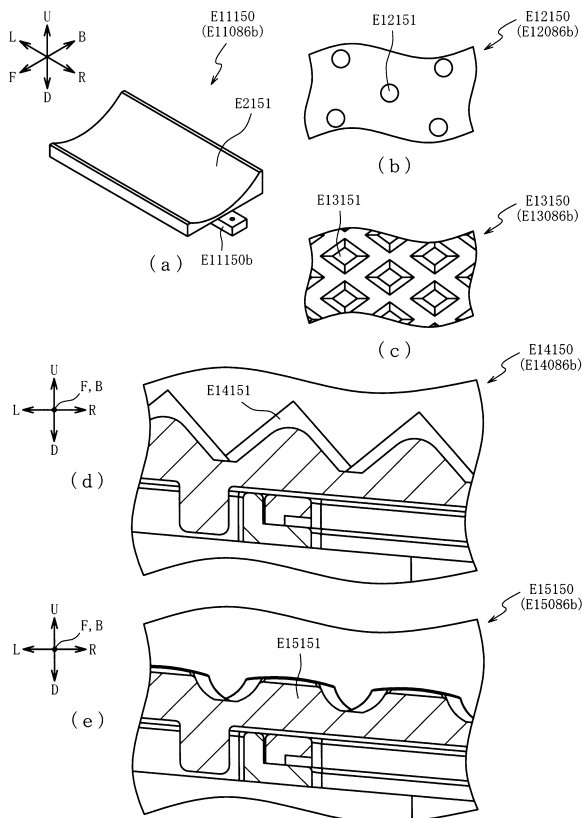 U
L
B
F
R
D
E11150
(E11086b)
E2151
E11150b
(a)
E12150
(E12086b)
E12151
(b)
E13150
(E13086b)
E13151
(c)
E14150
(E14086b)
U
F, B
L
R
D
E14151
(d)
E15150
(E15086b)
U
F, B
L
R
D
E15151
(e)